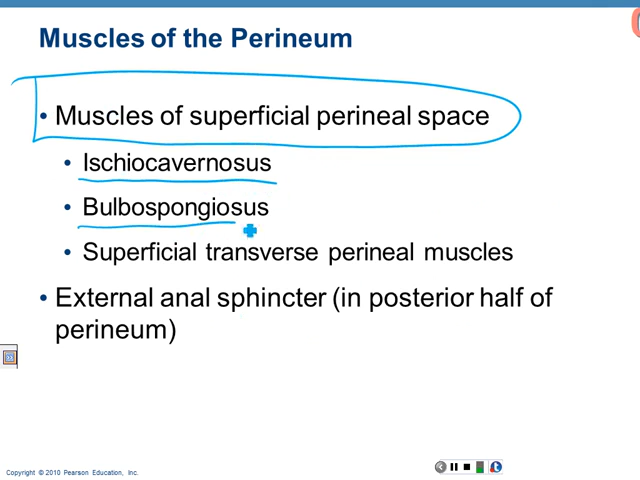 Muscles of the Perineum
• Muscles of superficial perineal space
• Ischiocavernosus
• Bulbospongiosus
• Superficial transverse perineal muscles
• External anal sphincter (in posterior half of
perineum)
Copyright © 2010 Pearson Education, Inc.